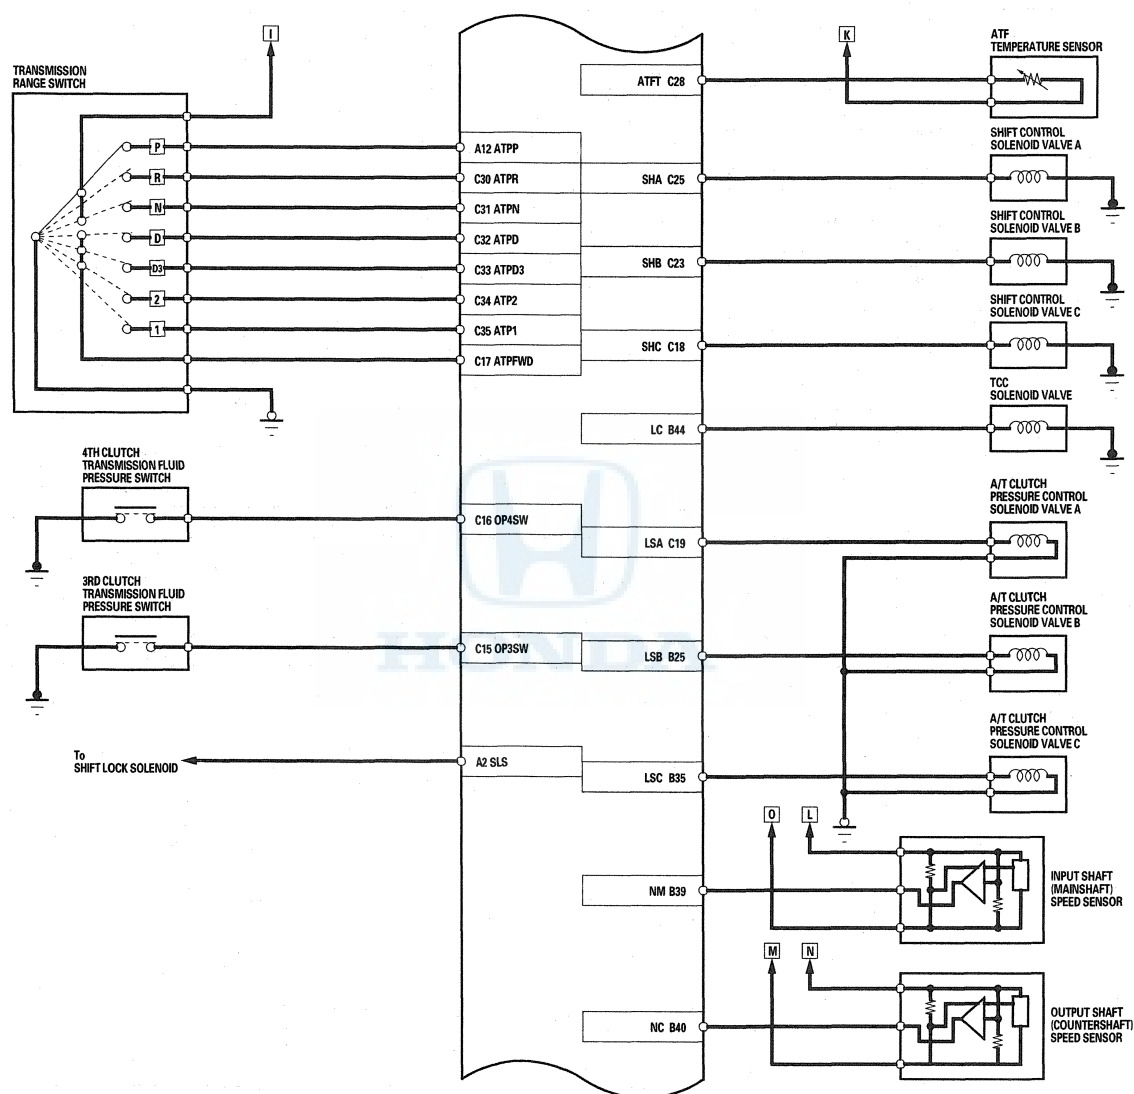 I
K
ATF
TEMPERATURE SENSOR
TRANSMISSION
RANGE SWITCH
ATFT C28
P
A12 ATPP
R
C30 ATPR
N
C31 ATPN
D
C32 ATPD
D3
C33 ATPD3
2
C34 ATP2
1
C35 ATP1
C17 ATPFWD
SHIFT CONTROL
SOLENOID VALVE A
SHA C25
SHIFT CONTROL
SOLENOID VALVE B
SHB C23
SHIFT CONTROL
SOLENOID VALVE C
SHC C18
TCC
SOLENOID VALVE
LC B44
4TH CLUTCH
TRANSMISSION FLUID
PRESSURE SWITCH
C16 OP4SW
A/T CLUTCH
PRESSURE CONTROL
SOLENOID VALVE A
LSA C19
3RD CLUTCH
TRANSMISSION FLUID
PRESSURE SWITCH
C15 OP3SW
A/T CLUTCH
PRESSURE CONTROL
SOLENOID VALVE B
LSB B25
HONDA
To
SHIFT LOCK SOLENOID
A2 SLS
A/T CLUTCH
PRESSURE CONTROL
SOLENOID VALVE C
LSC B35
O
L
NM B39
INPUT SHAFT
(MAINSHAFT)
SPEED SENSOR
M
N
NC B40
OUTPUT SHAFT
(COUNTERSHAFT)
SPEED SENSOR